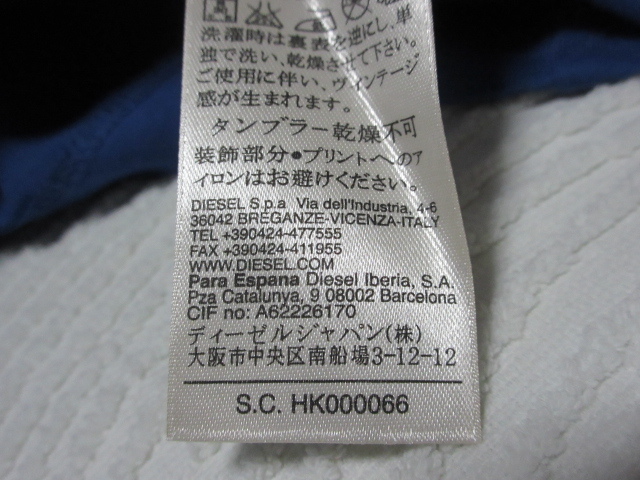 洗濯時は裏表を逆にし、単
独で洗い、乾燥させて下さい。
ご使用に伴い、ヴィンテージ
感が生まれます。
タンブラー乾燥不可
装飾部分●プリントへのア
イロンはお避けください。
DIESEL S.p.a Via dell'Industria, 4-6
36042 BREGANZE-VICENZA-ITALY
TEL +390424-477555
FAX +390424-411955
WWW.DIESEL.COM
Para Espana Diesel Iberia, S.A.
Pza Catalunya, 9 08002 Barcelona
CIF no: A62226170
ディーゼルジャパン(株)
大阪市中央区南船場3-12-12
S.C. HK000066